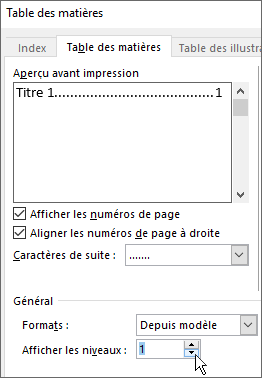 Table des matières
Index
Table des matières
Table des illustra
Aperçu avant impression
Titre 1........................................1
Afficher les numéros de page
Aligner les numéros de page à droite
Caractères de suite : .......
Général
Formats : Depuis modèle
Afficher les niveaux : 1